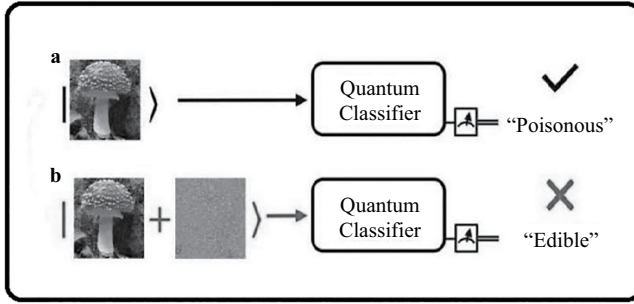 a
Quantum
Classifier
“Poisonous”
b
Quantum
Classifier
“Edible”